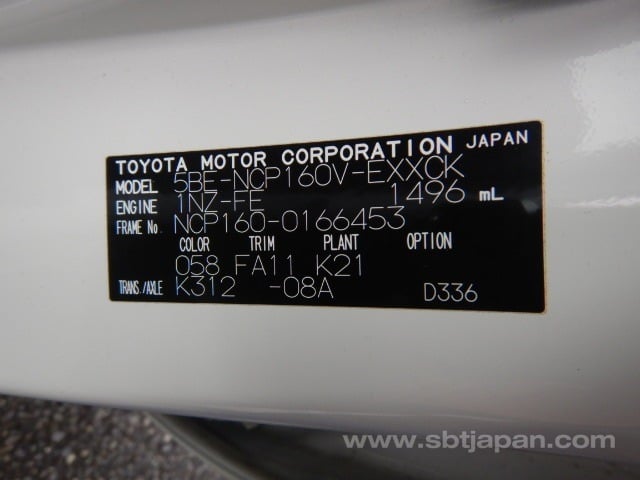 TOYOTA MOTOR CORPORATION JAPAN
MODEL 5BE-NCP160V-EXXCK
ENGINE 1NZ-FE 1496 mL
FRAME No. NCP160-0166453
COLOR TRIM PLANT OPTION
058 FA11 K21
TRANS./AXLE K312 -08A D336
www.sbtjapan.com